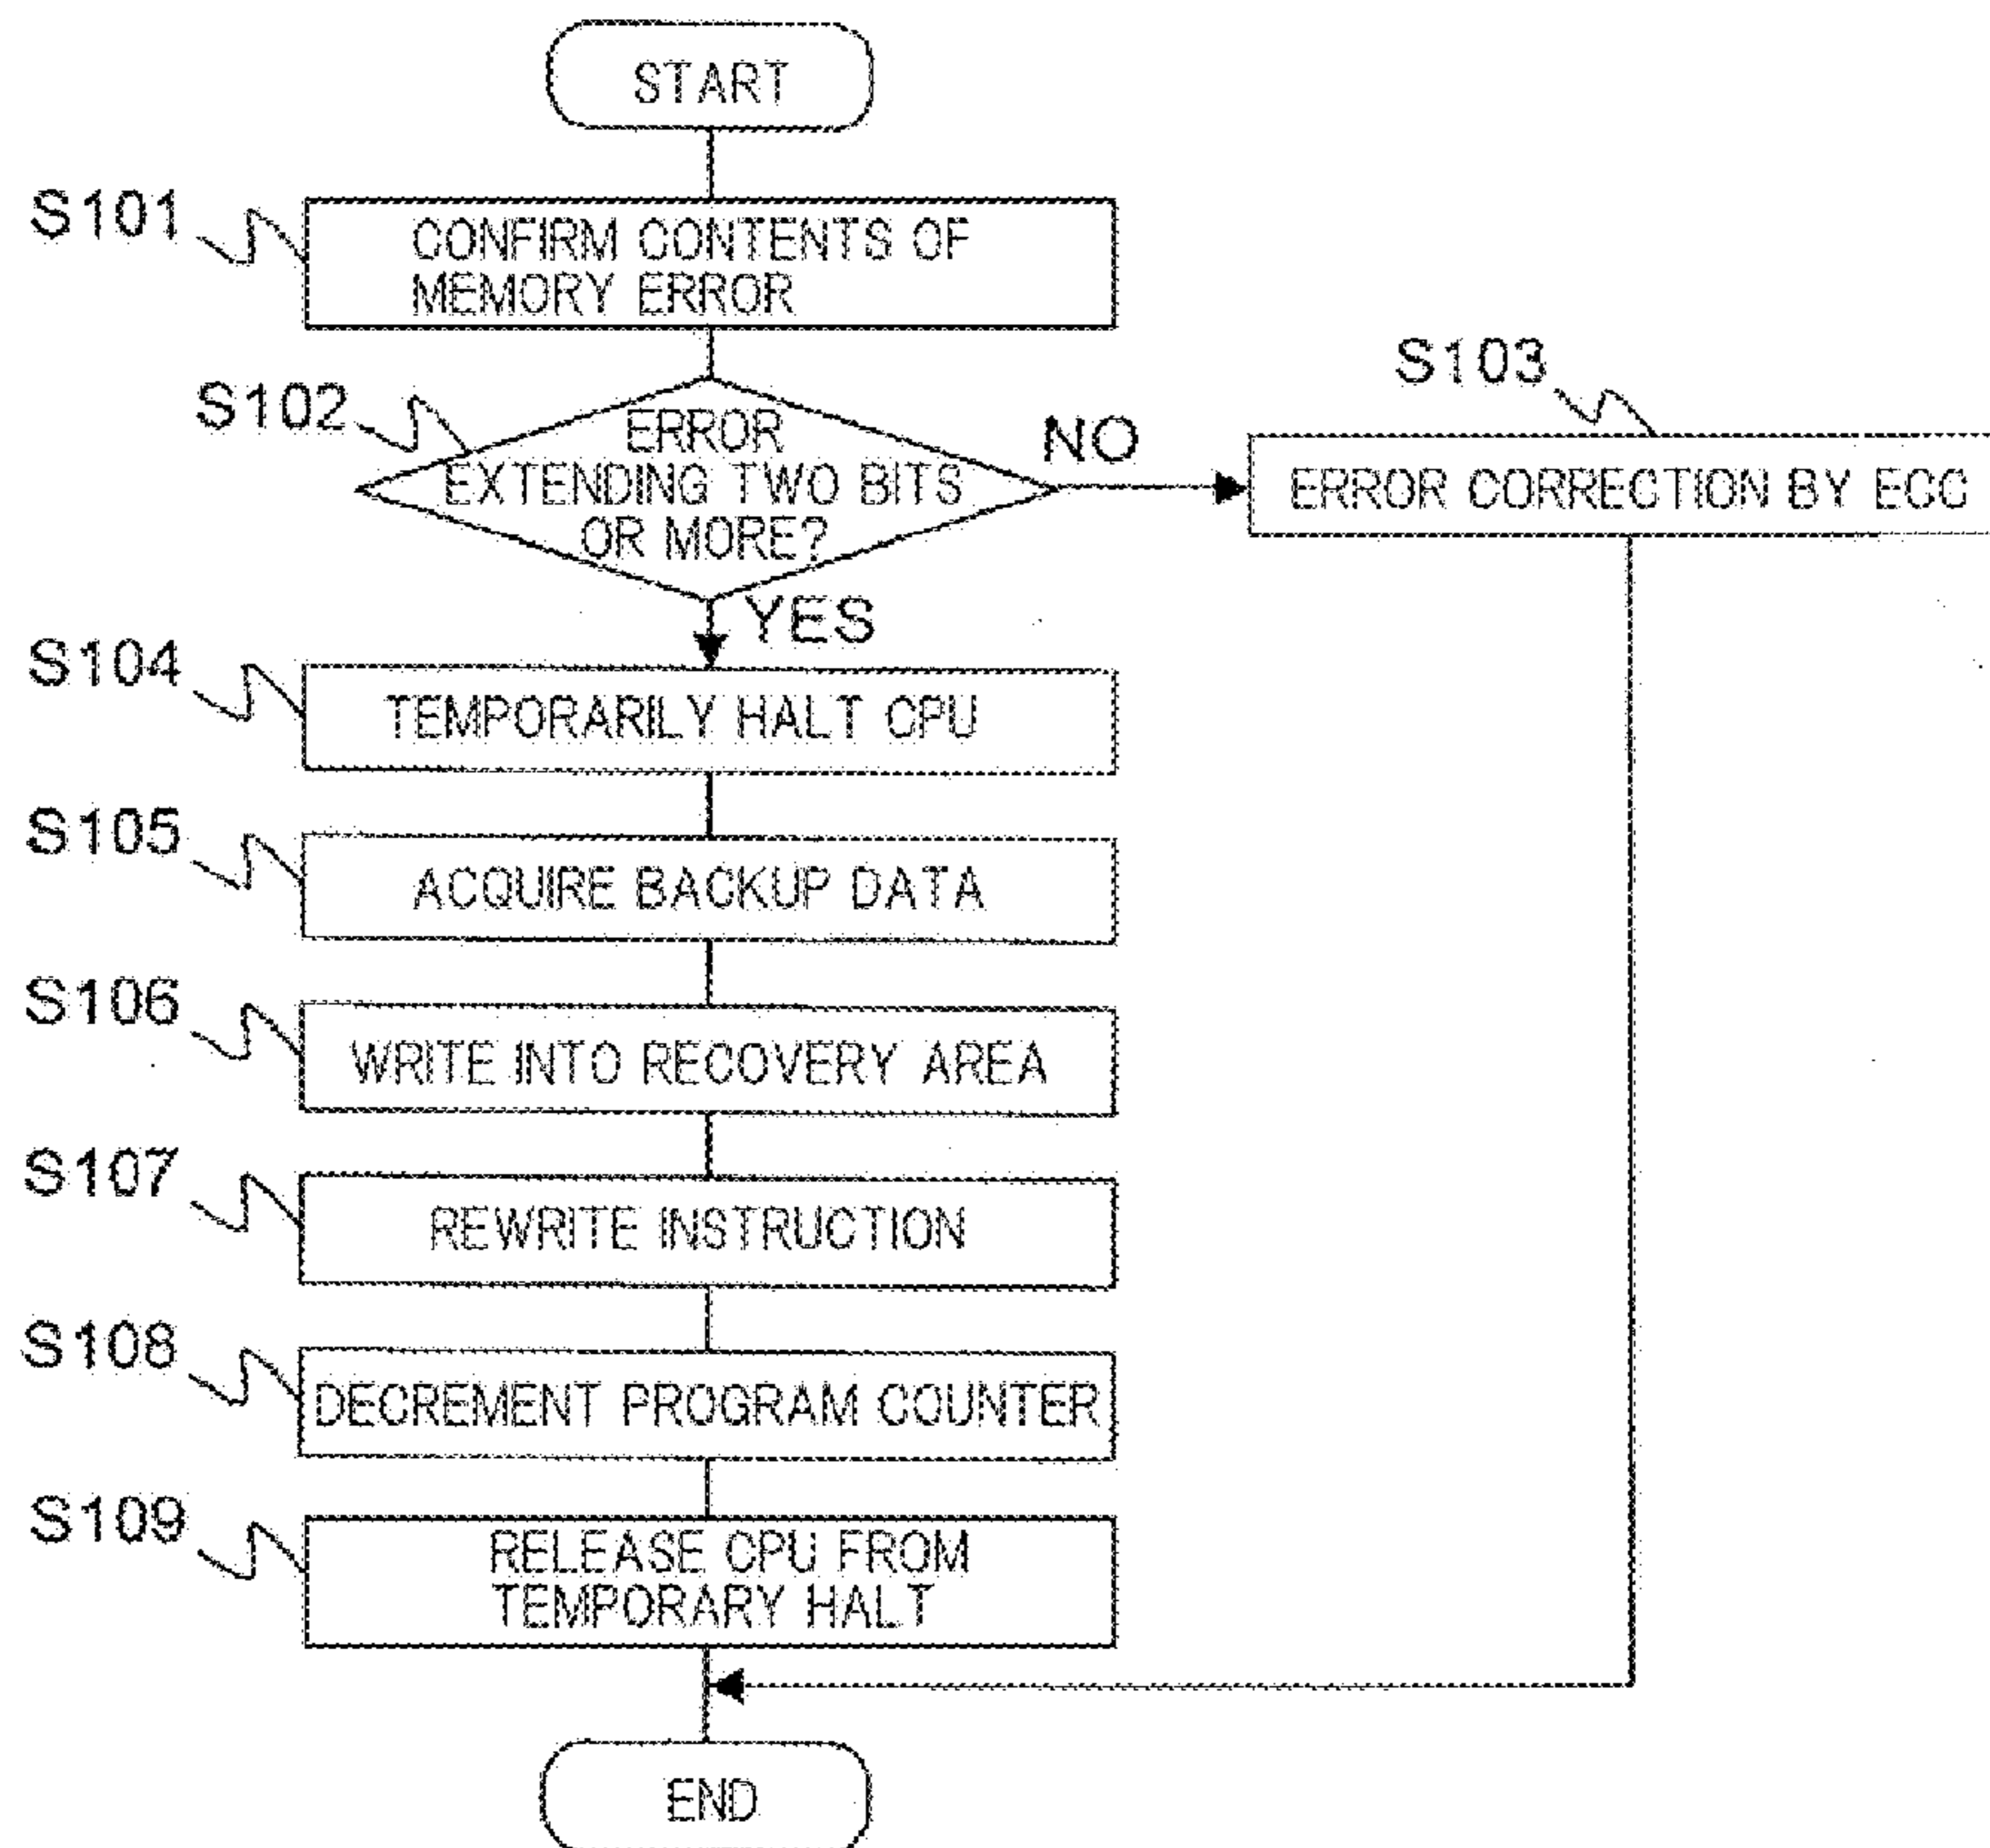 START
S101
CONFIRM CONTENTS OF
MEMORY ERROR
S102
ERROR
EXTENDING TWO BITS
OR MORE?
NO
S103
ERROR CORRECTION BY ECC
YES
S104
TEMPORARILY HALT CPU
S105
ACQUIRE BACKUP DATA
S106
WRITE INTO RECOVERY AREA
S107
REWRITE INSTRUCTION
S108
DECREMENT PROGRAM COUNTER
S109
RELEASE CPU FROM
TEMPORARY HALT
END